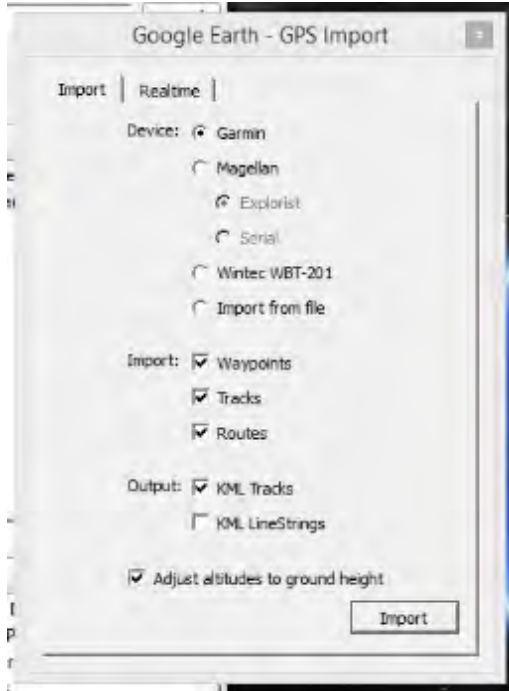 Google Earth - GPS Import
Import Realtime
Device: Garmin
Magellan
Explorist
Serial
Wintec WBT-201
Import from file
Import: Waypoints
Tracks
Routes
Output: KML Tracks
KML LineStrings
Adjust altitudes to ground height
Import